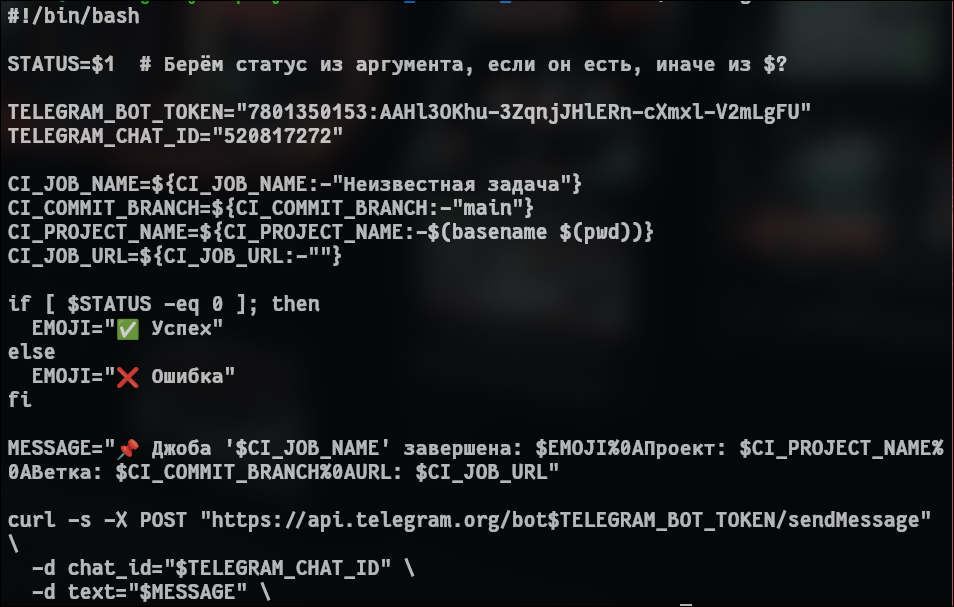 #!/bin/bash
STATUS=$1  # Берём статус из аргумента, если он есть, иначе из $?
TELEGRAM_BOT_TOKEN="7801350153:AAHl3OKhu-3ZqnjJHlERn-cXmxl-V2mLgFU"
TELEGRAM_CHAT_ID="520817272"
CI_JOB_NAME=${CI_JOB_NAME:-"Неизвестная задача"}
CI_COMMIT_BRANCH=${CI_COMMIT_BRANCH:-"main"}
CI_PROJECT_NAME=${CI_PROJECT_NAME:-$(basename $(pwd))}
CI_JOB_URL=${CI_JOB_URL:-""}
if [ $STATUS -eq 0 ]; then
  EMOJI="✅ Успех"
else
  EMOJI="❌ Ошибка"
fi
MESSAGE="📌 Джоба '$CI_JOB_NAME' завершена: $EMOJI%0AПроект: $CI_PROJECT_NAME%
0AВетка: $CI_COMMIT_BRANCH%0AURL: $CI_JOB_URL"
curl -s -X POST "https://api.telegram.org/bot$TELEGRAM_BOT_TOKEN/sendMessage"
\
  -d chat_id="$TELEGRAM_CHAT_ID" \
  -d text="$MESSAGE" \